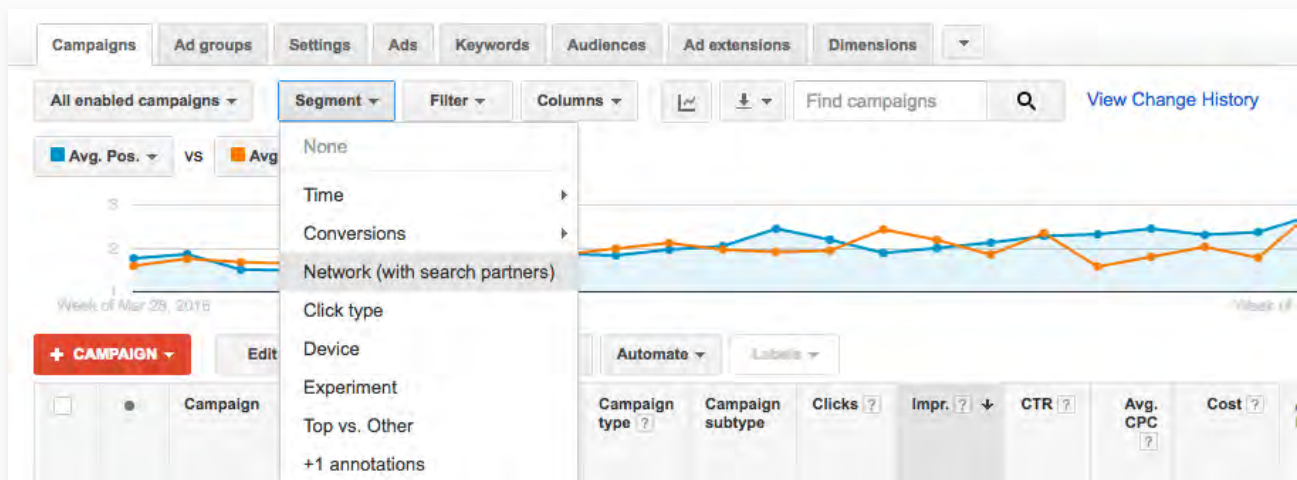 Campaigns Ad groups Settings Ads Keywords Audiences Ad extensions Dimensions
All enabled campaigns Segment Filter Columns Find campaigns View Change History
Avg. Pos. vs Avg
None
Time
Conversions
Network (with search partners)
Click type
Device
Experiment
Top vs. Other
+1 annotations
3
2
1
Week of Mar 28, 2016 Week of
+ CAMPAIGN Edit Automate Labels
Campaign Campaign type ? Campaign subtype Clicks ? Impr. ? CTR ? Avg. CPC ? Cost ?